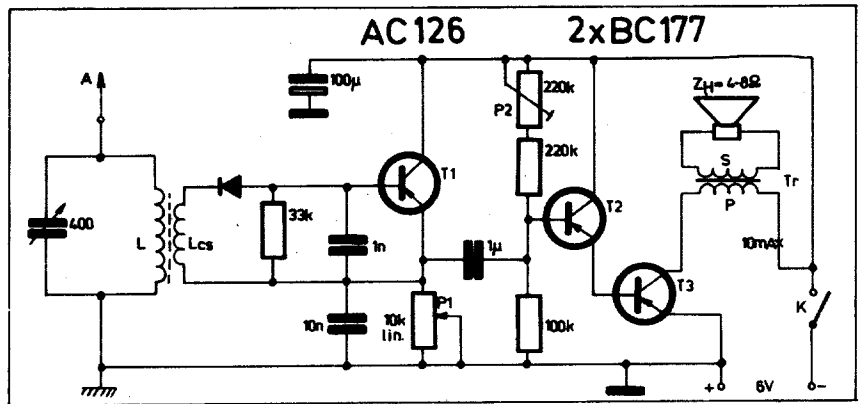 AC126 2xBC177
A
400
L
Lcs
33k
100µ
1n
10n
T1
P1
10k
lin.
1µ
220k
P2
220k
100k
T2
T3
ZH=4-8Ω
S
Tr
P
10mAx
K
+ 6V -